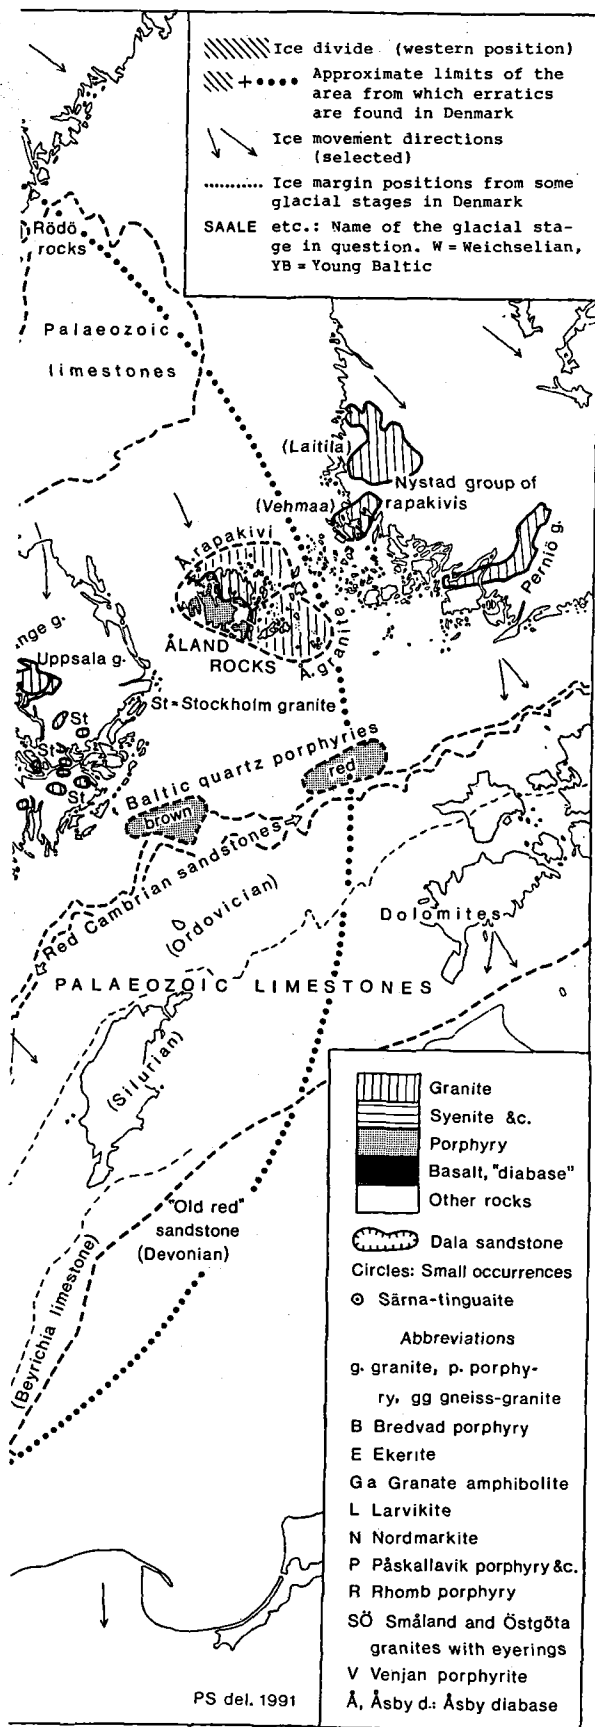 Ice divide (western position)
+ Approximate limits of the
area from which erratics
are found in Denmark
Ice movement directions
(selected)
Ice margin positions from some
glacial stages in Denmark
SAALE etc.: Name of the glacial sta-
ge in question. W = Weichselian,
YB = Young Baltic
Rödö
rocks
Palaeozoic
limestones
(Laitila)
Nystad group of
rapakivis
(Vehmaa)
Å.rapakivi
Perniö g.
ÅLAND
ROCKS
Å.granite
nge g.
Uppsala g.
St = Stockholm granite
St
St
St
Baltic quartz porphyries
red
brown
Red Cambrian sandstones
(Ordovician)
Dolomites
PALAEOZOIC LIMESTONES
(Silurian)
"Old red"
sandstone
(Devonian)
(Beyrichia limestone)
Granite
Syenite &c.
Porphyry
Basalt, "diabase"
Other rocks
Dala sandstone
Circles: Small occurrences
Särna-tinguaite
Abbreviations
g. granite, p. porphy-
ry, gg gneiss-granite
B Bredvad porphyry
E Ekerite
Ga Granate amphibolite
L Larvikite
N Nordmarkite
P Påskallavik porphyry &c.
R Rhomb porphyry
SÖ Småland and Östgöta
granites with eyerings
V Venjan porphyrite
Å, Åsby d.: Åsby diabase
PS del. 1991